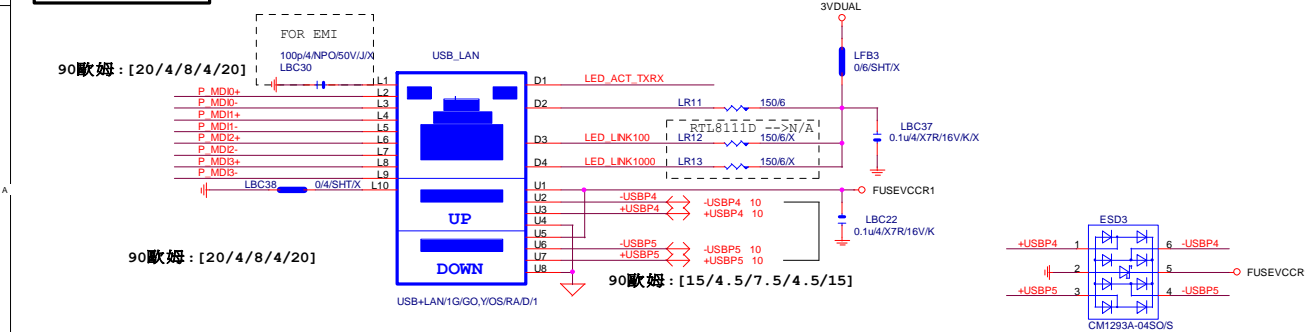 3VDUAL
FOR EMI
100p/4/NPO/50V/J/X
LBC30
USB_LAN
LFB3
0/6/SHT/X
90歐姆:[20/4/8/4/20]
L1
D1
LED_ACT_TXRX
P_MDI0+
L2
P_MDI0-
L3
D2
LR11
150/6
P_MDI1+
L4
P_MDI1-
L5
RTL8111D -->N/A
LBC37
0.1u/4/X7R/16V/K/X
P_MDI2+
L6
D3
LED_LINK100
LR12
150/6/X
P_MDI2-
L7
P_MDI3+
L8
D4
LED_LINK1000
LR13
150/6/X
P_MDI3-
L9
A
LBC38
0/4/SHT/X
L10
U1
FUSEVCCR1
U2
-USBP4
-USBP4 10
U3
+USBP4
+USBP4 10
UP
U4
LBC22
0.1u/4/X7R/16V/K
U5
U6
-USBP5
-USBP5 10
U7
+USBP5
+USBP5 10
DOWN
U8
90歐姆:[20/4/8/4/20]
90歐姆:[15/4.5/7.5/4.5/15]
USB+LAN/1G/GO,Y/OS/RA/D/1
ESD3
+USBP4
1
6
-USBP4
2
5
FUSEVCCR
+USBP5
3
4
-USBP5
CM1293A-04SO/S